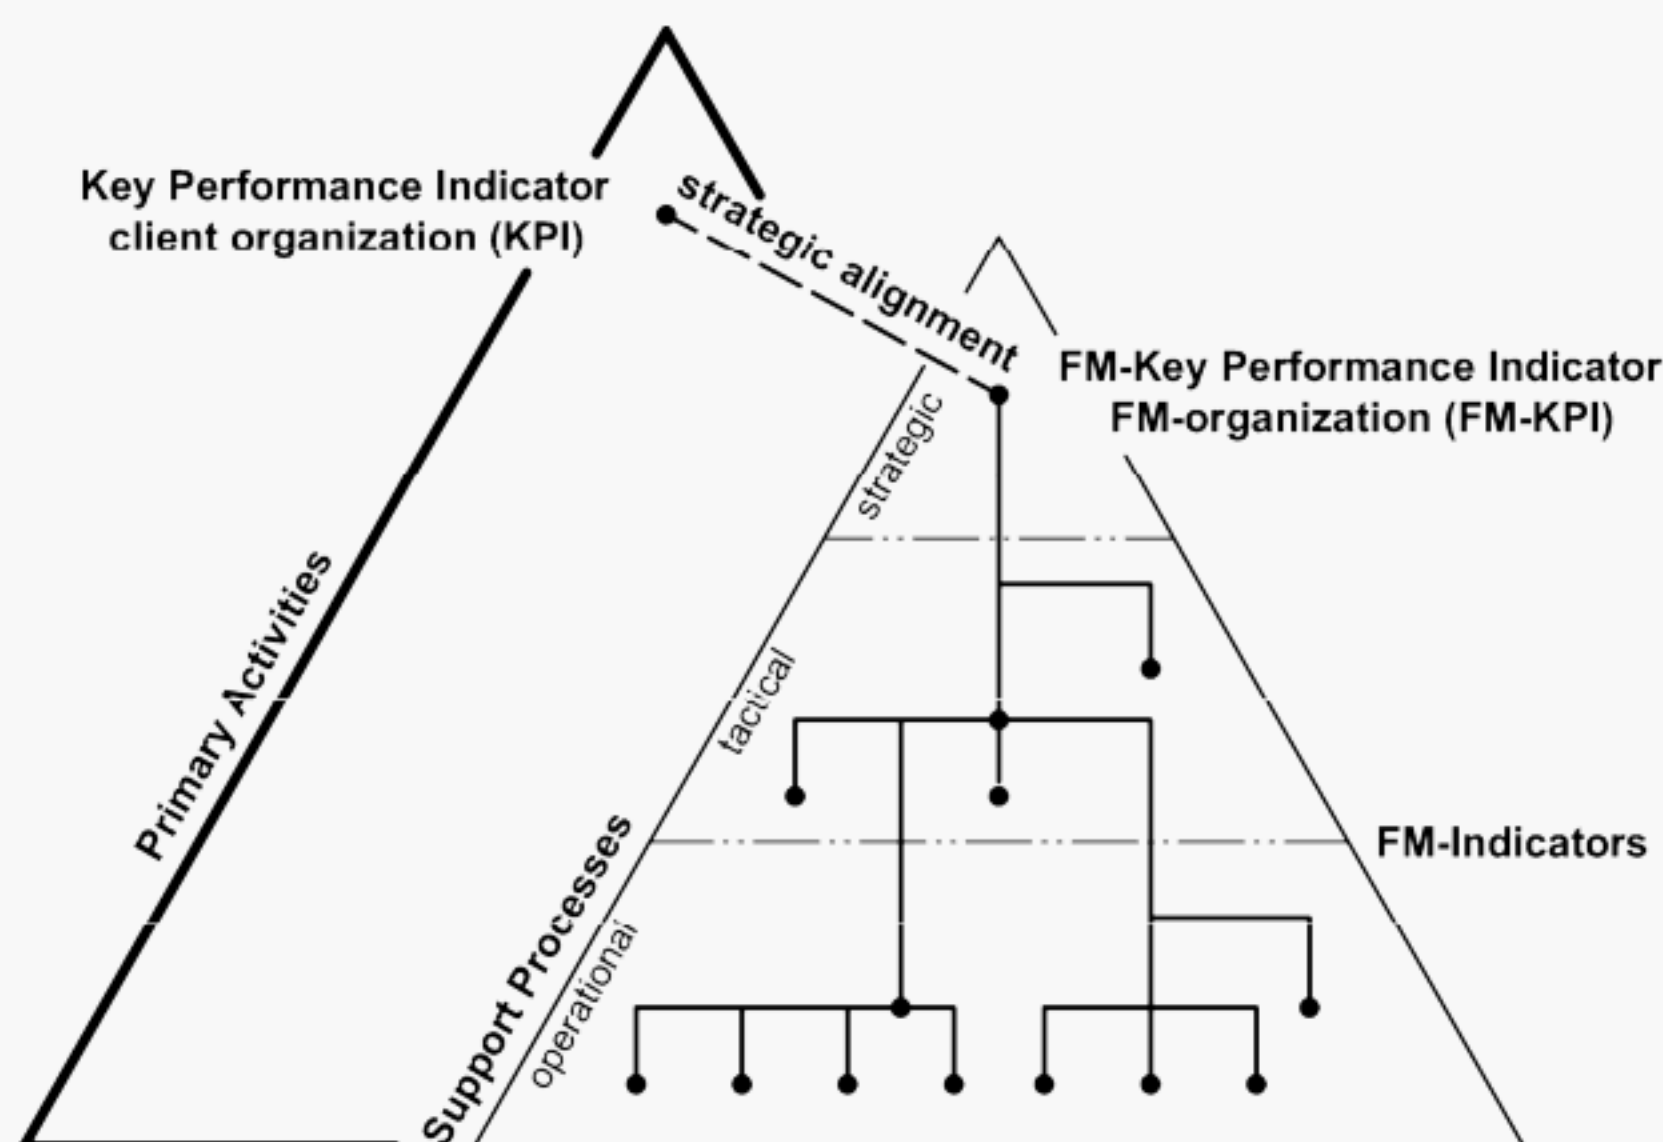 Key Performance Indicator
client organization (KPI)
strategic alignment
FM-Key Performance Indicator
FM-organization (FM-KPI)
strategic
Primary Activities
tactical
FM-Indicators
Support Processes
operational